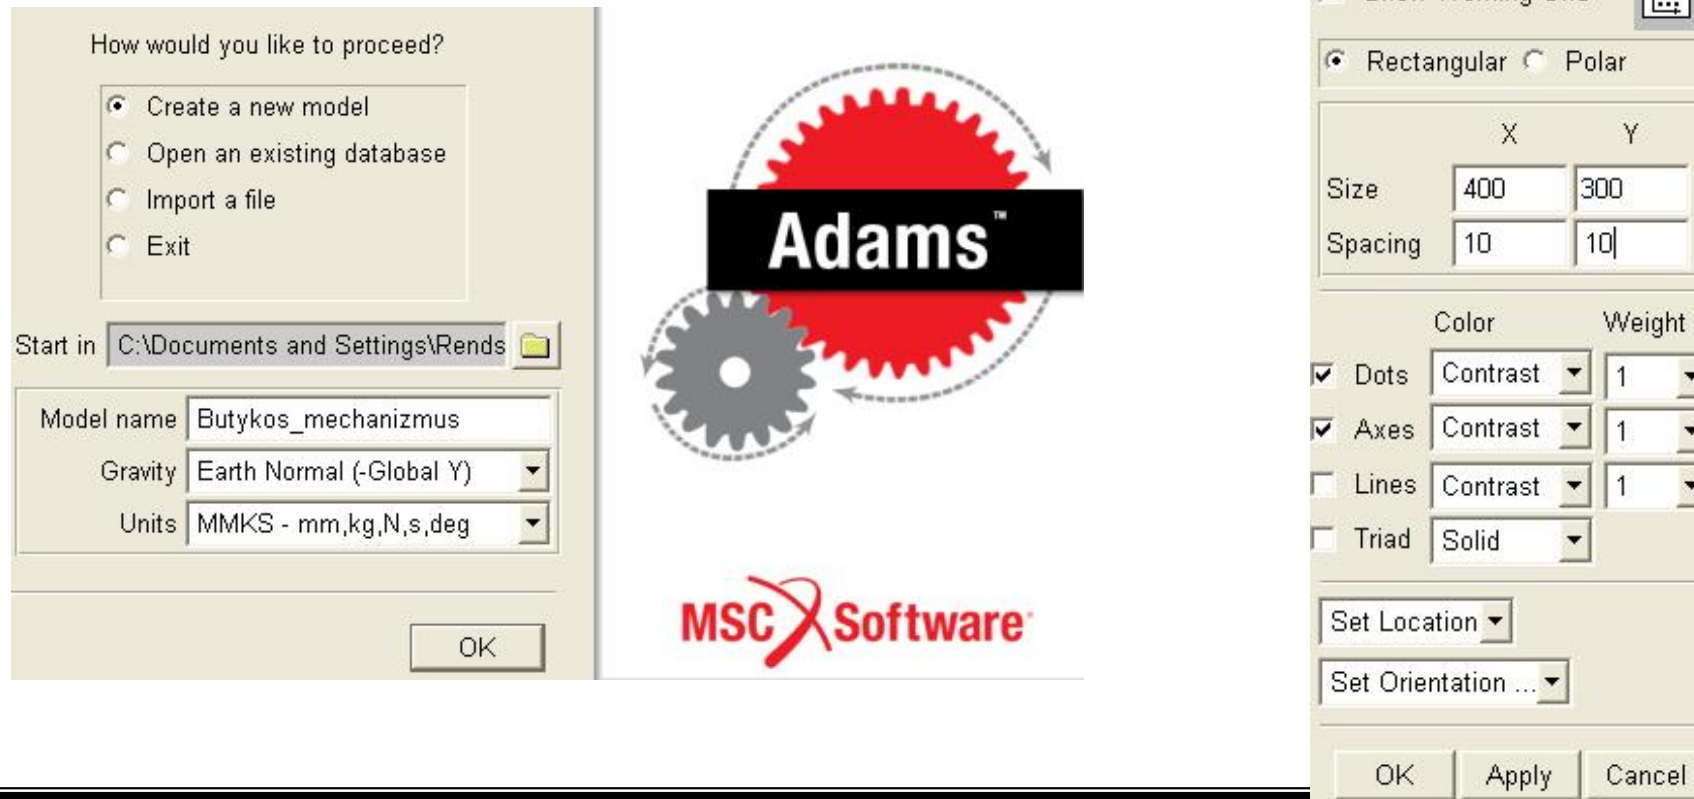 How would you like to proceed?
Create a new model
Open an existing database
Import a file
Exit
Start in C:\Documents and Settings\Rends
Model name Butykos_mechanizmus
Gravity Earth Normal (-Global Y)
Units MMKS - mm,kg,N,s,deg
OK
Adams™
MSC Software
Rectangular Polar
X Y
Size 400 300
Spacing 10 10
Color Weight
Dots Contrast 1
Axes Contrast 1
Lines Contrast 1
Triad Solid
Set Location
Set Orientation ...
OK Apply Cancel